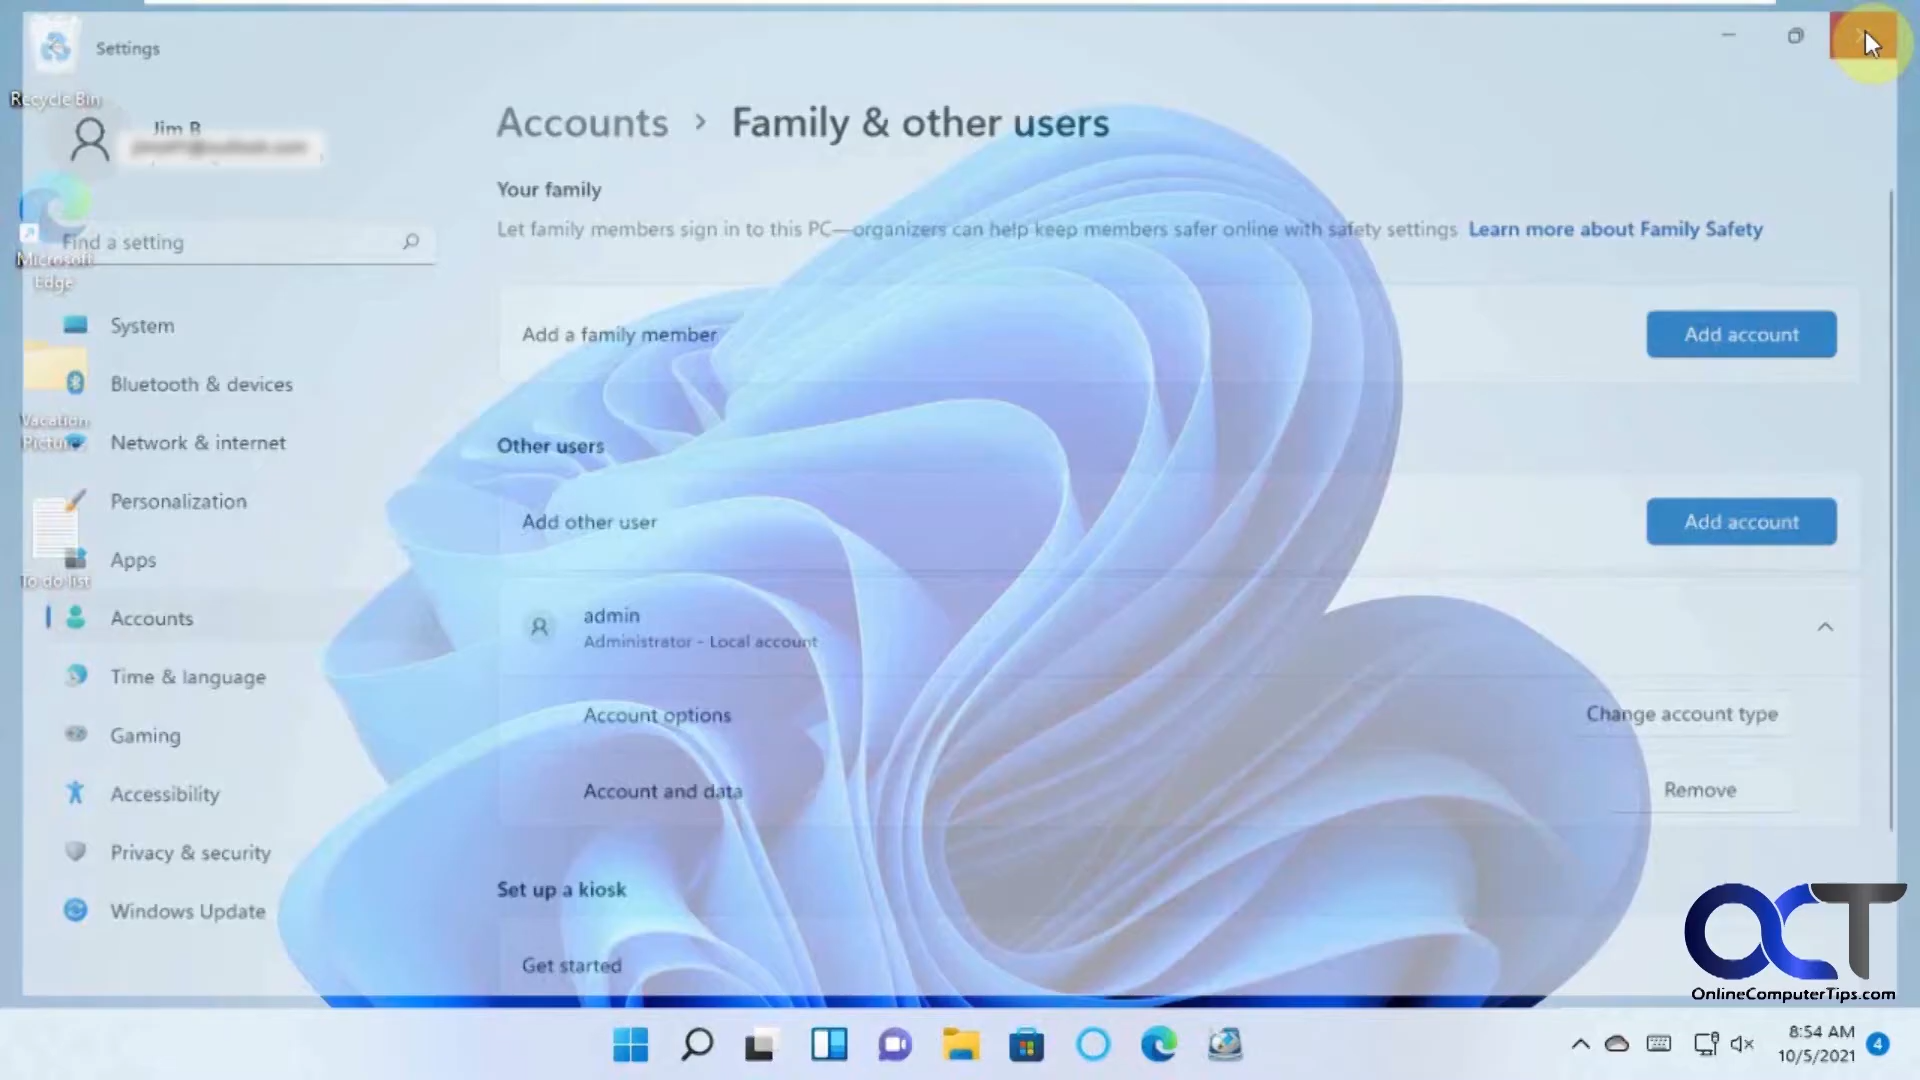 Settings
Recycle Bin
Jim B
Find a setting
Microsoft
Edge
System
Bluetooth & devices
Vacation
Pictur
Network & internet
Personalization
Apps
To do list
Accounts
Time & language
Gaming
Accessibility
Privacy & security
Windows Update
Accounts > Family & other users
Your family
Let family members sign in to this PC—organizers can help keep members safer online with safety settings Learn more about Family Safety
Add a family member
Add account
Other users
Add other user
Add account
admin
Administrator - Local account
Account options
Change account type
Account and data
Remove
Set up a kiosk
Get started
OCT
OnlineComputerTips.com
8:54 AM
10/5/2021
4